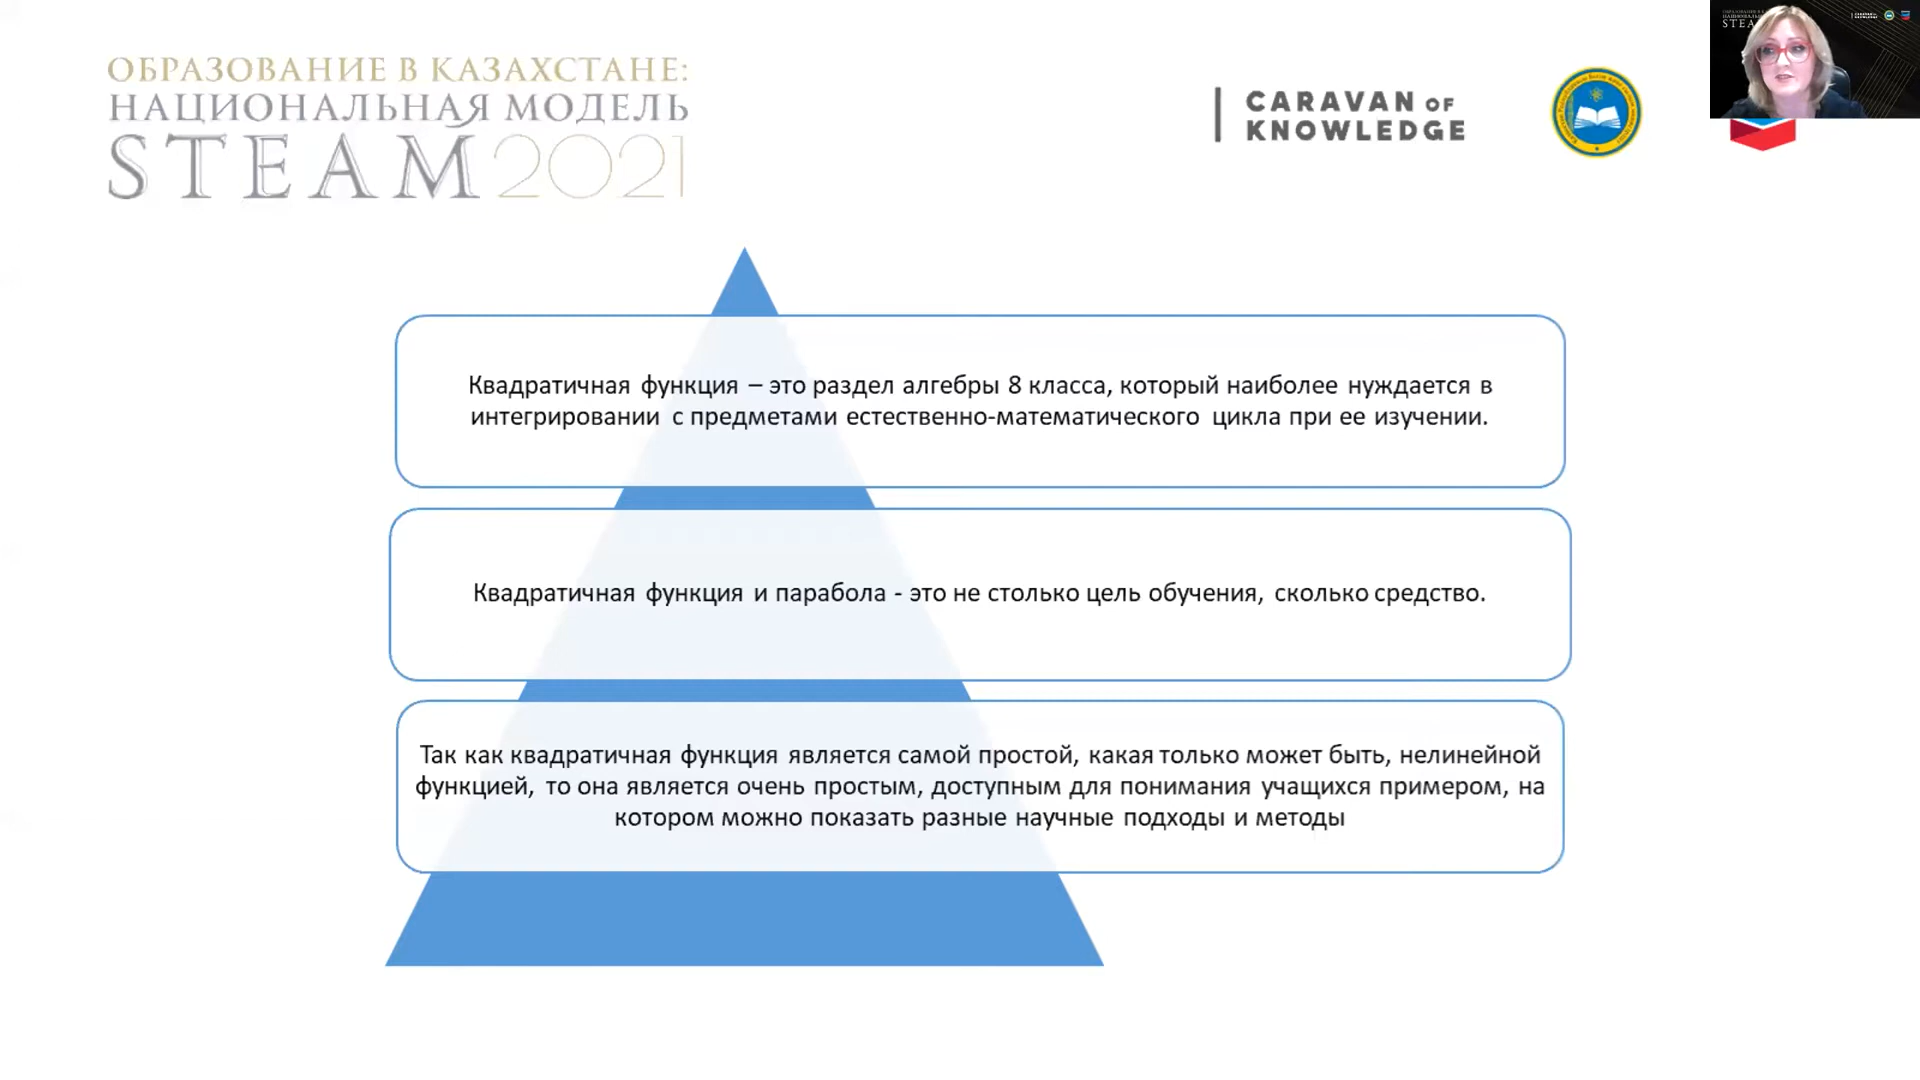 ОБРАЗОВАНИЕ В КАЗАХСТАНЕ:
НАЦИОНАЛЬНАЯ МОДЕЛЬ
STEAM 2021
CARAVAN OF
KNOWLEDGE
Квадратичная функция – это раздел алгебры 8 класса, который наиболее нуждается в
интегрировании с предметами естественно-математического цикла при ее изучении.
Квадратичная функция и парабола - это не столько цель обучения, сколько средство.
Так как квадратичная функция является самой простой, какая только может быть, нелинейной
функцией, то она является очень простым, доступным для понимания учащихся примером, на
котором можно показать разные научные подходы и методы